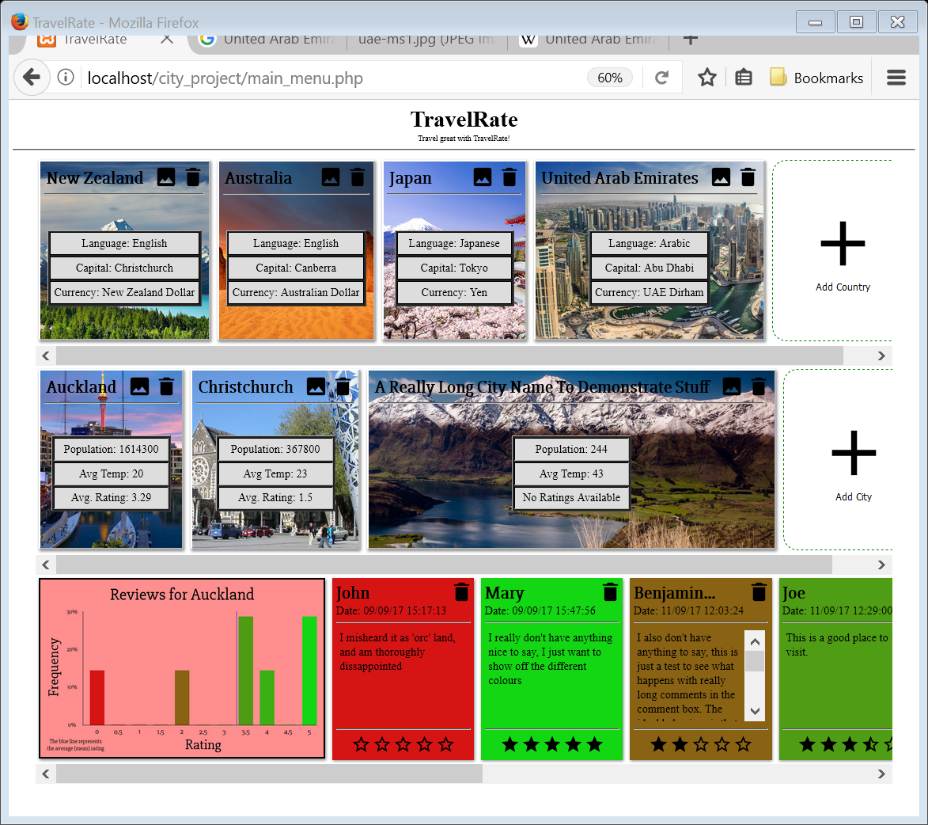 TravelRate - Mozilla Firefox
TravelRate
United Arab Emir
uae-ms1.jpg (JPEG Im
United Arab Emir
localhost/city_project/main_menu.php
60%
Bookmarks
TravelRate
Travel great with TravelRate!
New Zealand
Language: English
Capital: Christchurch
Currency: New Zealand Dollar
Australia
Language: English
Capital: Canberra
Currency: Australian Dollar
Japan
Language: Japanese
Capital: Tokyo
Currency: Yen
United Arab Emirates
Language: Arabic
Capital: Abu Dhabi
Currency: UAE Dirham
Add Country
Auckland
Population: 1614300
Avg Temp: 20
Avg. Rating: 3.29
Christchurch
Population: 367800
Avg Temp: 23
Avg. Rating: 1.5
A Really Long City Name To Demonstrate Stuff
Population: 244
Avg Temp: 43
No Ratings Available
Add City
Reviews for Auckland
Frequency
30%
20%
10%
0%
0 0.5 1 1.5 2 2.5 3 3.5 4 4.5 5
Rating
The blue line represents
the average (mean) rating
John
Date: 09/09/17 15:17:13
I misheard it as 'orc' land,
and am thoroughly
dissappointed
Mary
Date: 09/09/17 15:47:56
I really don't have anything
nice to say, I just want to
show off the different
colours
Benjamin...
Date: 11/09/17 12:03:24
I also don't have
anything to say, this is
just a test to see what
happens with really
long comments in the
comment box. The
Joe
Date: 11/09/17 12:29:00
This is a good place to
visit.